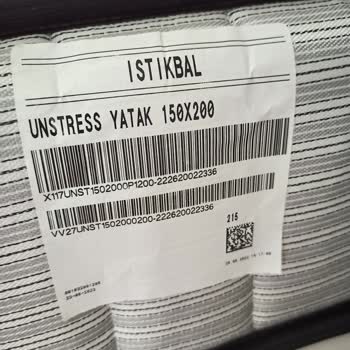 ISTIKBAL
UNSTRESS YATAK 150X200
X117UNST1502000P1200-222620022336
VV27UNST1502000200-222620022336
215